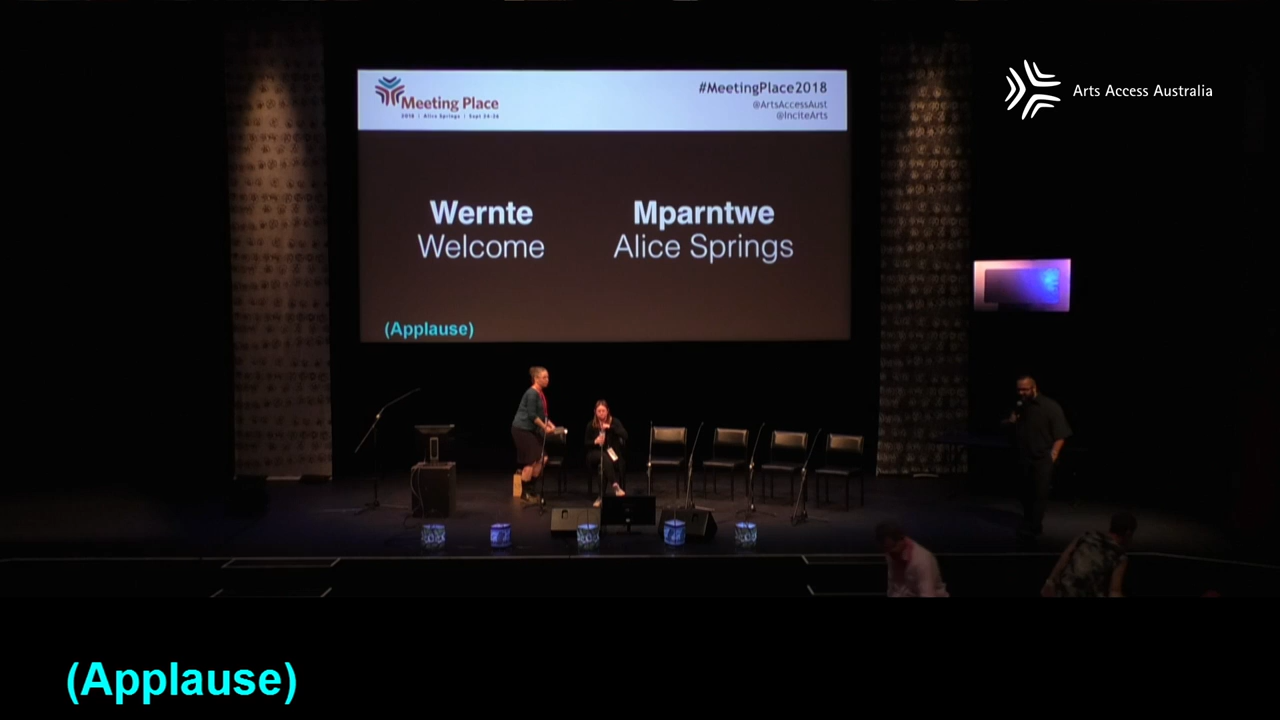 Meeting Place
2018 | Alice Springs | Sept 24-26
#MeetingPlace2018
@ArtsAccessAust
@InciteArts
Arts Access Australia
Wernte
Welcome
Mparntwe
Alice Springs
(Applause)
(Applause)